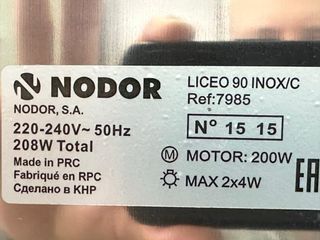 NODOR
NODOR, S.A.
220-240V~ 50Hz
208W Total
Made in PRC
Fabriqué en RPC
Сделано в КНР
LICEO 90 INOX/C
Ref:7985
Nº 15 15
M MOTOR: 200W
MAX 2x4W
EAC